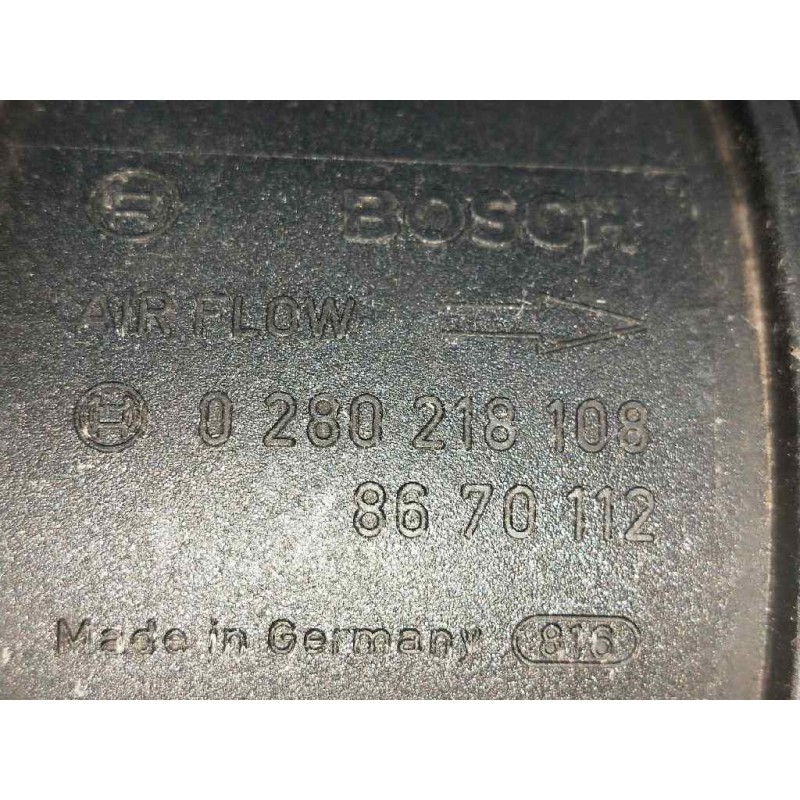 BOSCH
AIR FLOW
0 280 218 108
86 70 112
Made in Germany 816